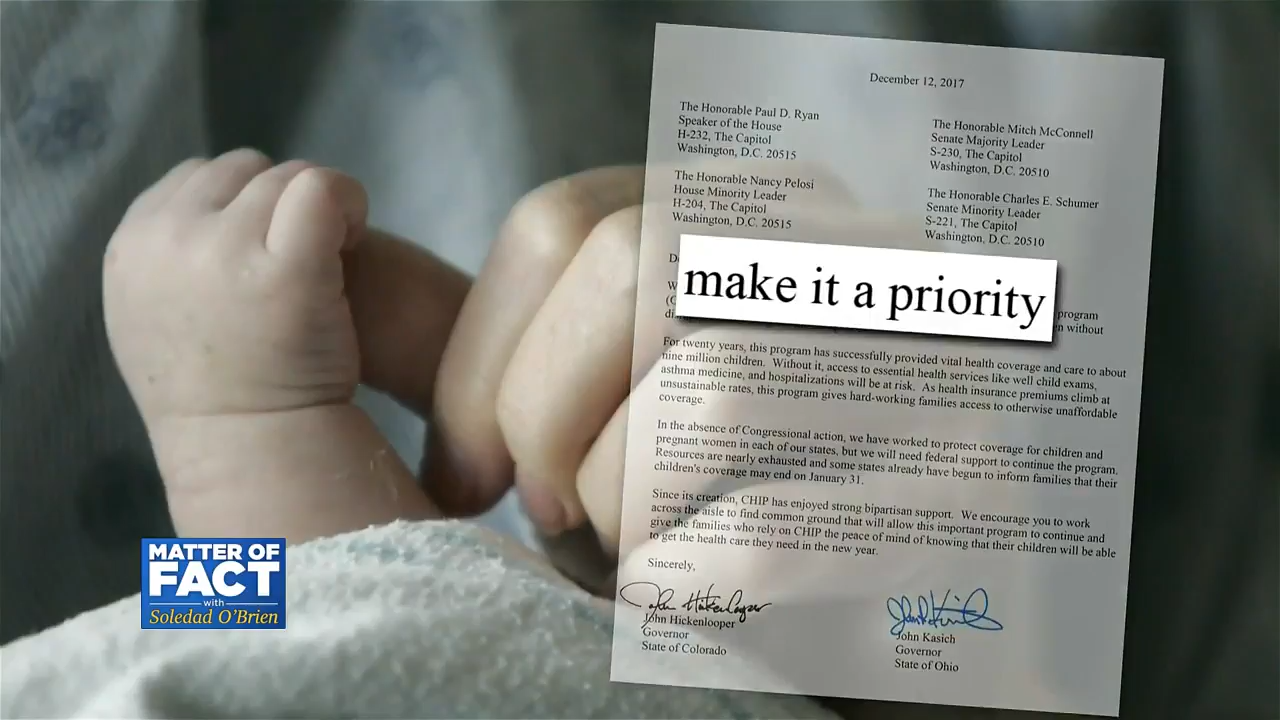 December 12, 2017
The Honorable Paul D. Ryan
Speaker of the House
H-232, The Capitol
Washington, D.C. 20515
The Honorable Mitch McConnell
Senate Majority Leader
S-230, The Capitol
Washington, D.C. 20510
The Honorable Nancy Pelosi
House Minority Leader
H-204, The Capitol
Washington, D.C. 20515
The Honorable Charles E. Schumer
Senate Minority Leader
S-221, The Capitol
Washington, D.C. 20510
make it a priority
program
without
For twenty years, this program has successfully provided vital health coverage and care to about
nine million children. Without it, access to essential health services like well child exams,
asthma medicine, and hospitalizations will be at risk. As health insurance premiums climb at
unsustainable rates, this program gives hard-working families access to otherwise unaffordable
coverage.
In the absence of Congressional action, we have worked to protect coverage for children and
pregnant women in each of our states, but we will need federal support to continue the program.
Resources are nearly exhausted and some states already have begun to inform families that their
children's coverage may end on January 31.
Since its creation, CHIP has enjoyed strong bipartisan support. We encourage you to work
across the aisle to find common ground that will allow this important program to continue and
give the families who rely on CHIP the peace of mind of knowing that their children will be able
to get the health care they need in the new year.
Sincerely,
John Hickenlooper
John Hickenlooper
Governor
State of Colorado
John Kasich
Governor
State of Ohio
MATTER OF
FACT
with
Soledad O'Brien